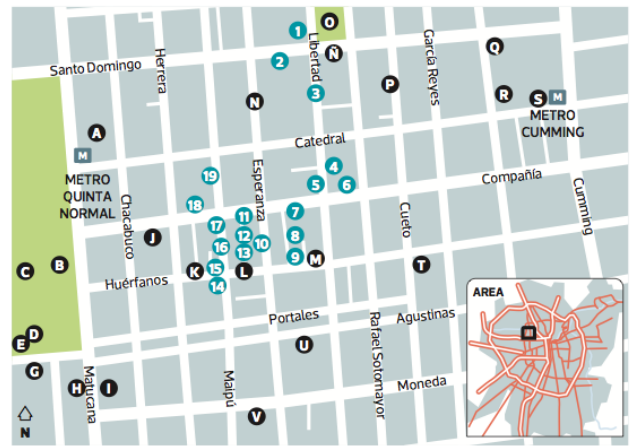 O
1
Ñ
Q
2
Santo Domingo
Herrera
Libertad
García Reyes
3
P
R
S
M
METRO
CUMMING
N
A
M
METRO
QUINTA
NORMAL
Catedral
4
5
6
Compañía
19
18
Esperanza
17
11
7
12
8
16
10
13
9
15
14
Chacabuco
J
K
L
M
Cueto
T
Cumming
C
B
Huérfanos
D
E
G
H
I
Matucana
Maipú
Portales
U
Rafael Sotomayor
Agustinas
Moneda
V
N
AREA